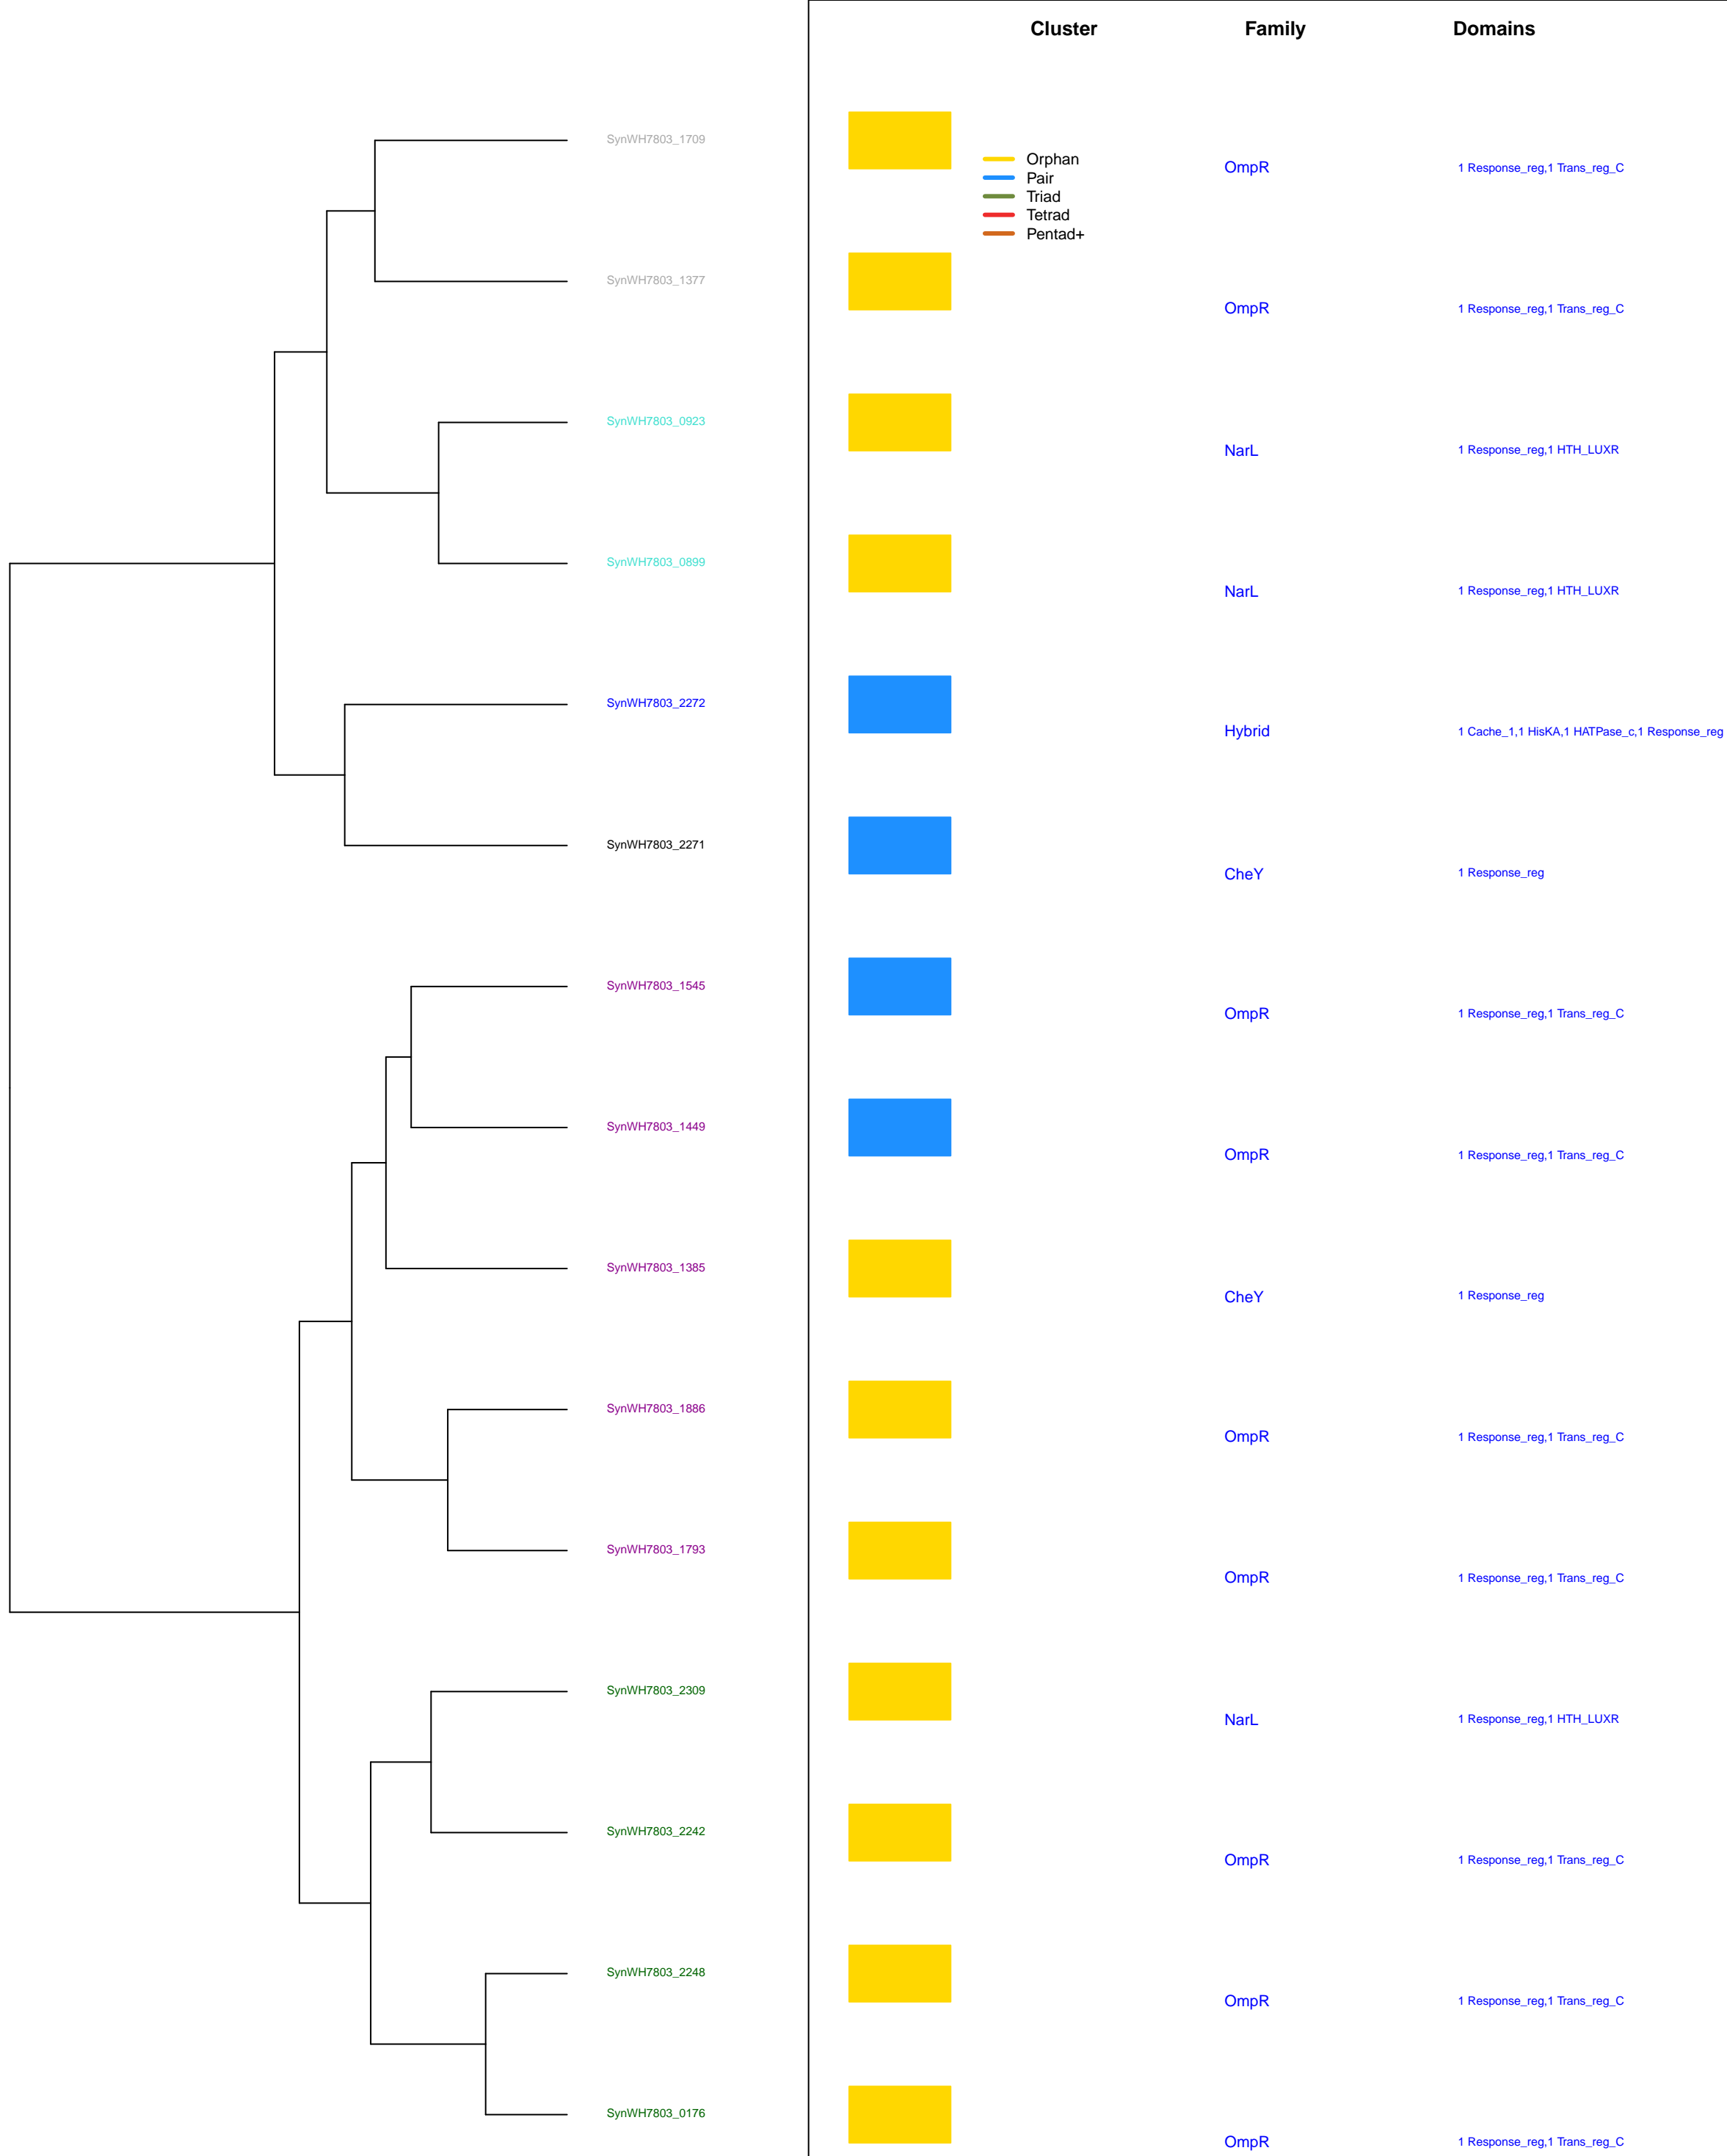 Cluster Family Domains
SynWH7803_1709
Orphan
OmpR 1 Response_reg,1 Trans_reg_C
Pair
Triad
Tetrad
Pentad+
SynWH7803_1377
OmpR 1 Response_reg,1 Trans_reg_C
SynWH7803_0923
NarL 1 Response_reg,1 HTH_LUXR
SynWH7803_0899
NarL 1 Response_reg,1 HTH_LUXR
SynWH7803_2272
Hybrid 1 Cache_1,1 HisKA,1 HATPase_c,1 Response_reg
SynWH7803_2271
CheY 1 Response_reg
SynWH7803_1545
OmpR 1 Response_reg,1 Trans_reg_C
SynWH7803_1449
OmpR 1 Response_reg,1 Trans_reg_C
SynWH7803_1385
CheY 1 Response_reg
SynWH7803_1886
OmpR 1 Response_reg,1 Trans_reg_C
SynWH7803_1793
OmpR 1 Response_reg,1 Trans_reg_C
SynWH7803_2309
NarL 1 Response_reg,1 HTH_LUXR
SynWH7803_2242
OmpR 1 Response_reg,1 Trans_reg_C
SynWH7803_2248
OmpR 1 Response_reg,1 Trans_reg_C
SynWH7803_0176
OmpR 1 Response_reg,1 Trans_reg_C